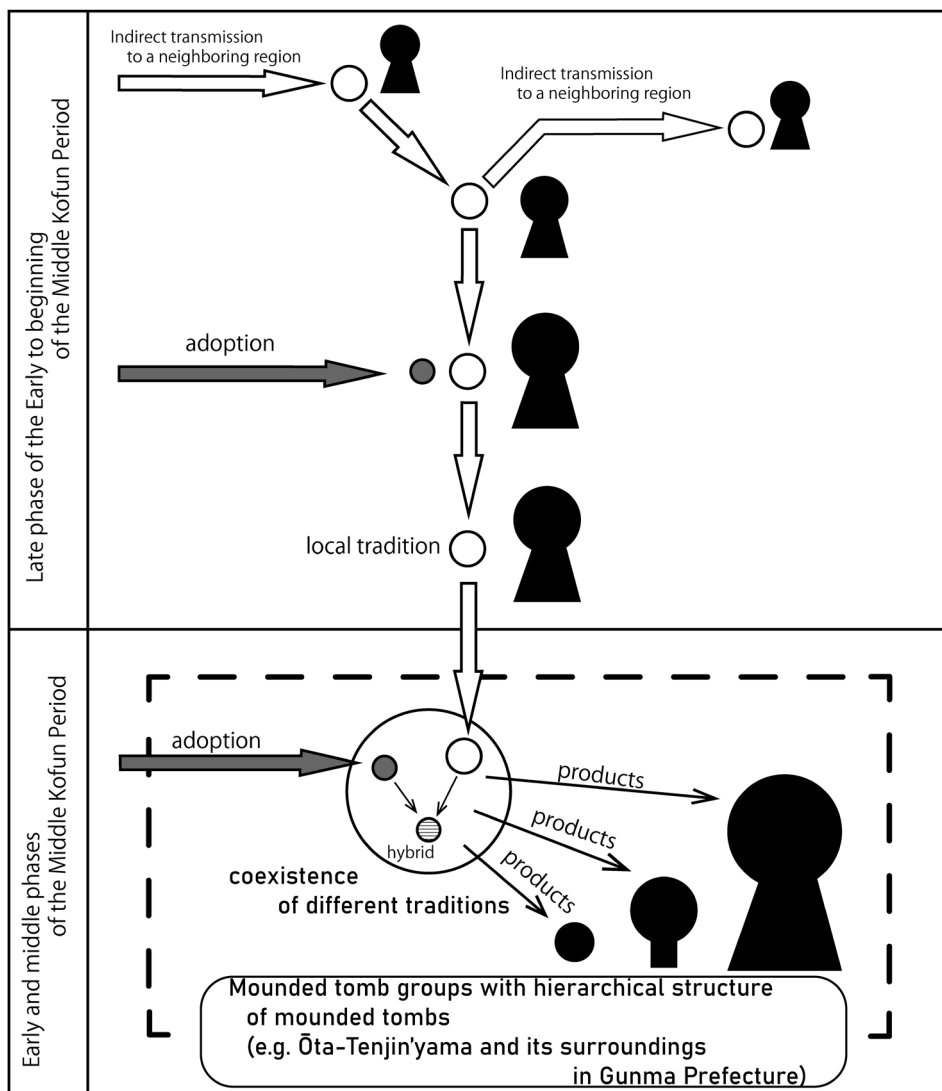 Late phase of the Early to beginning
of the Middle Kofun Period
Indirect transmission
to a neighboring region
Indirect transmission
to a neighboring region
adoption
local tradition
Early and middle phases
of the Middle Kofun Period
adoption
products
products
products
hybrid
coexistence
of different traditions
Mounded tomb groups with hierarchical structure
of mounded tombs
(e.g. Ōta-Tenjin'yama and its surroundings
in Gunma Prefecture)